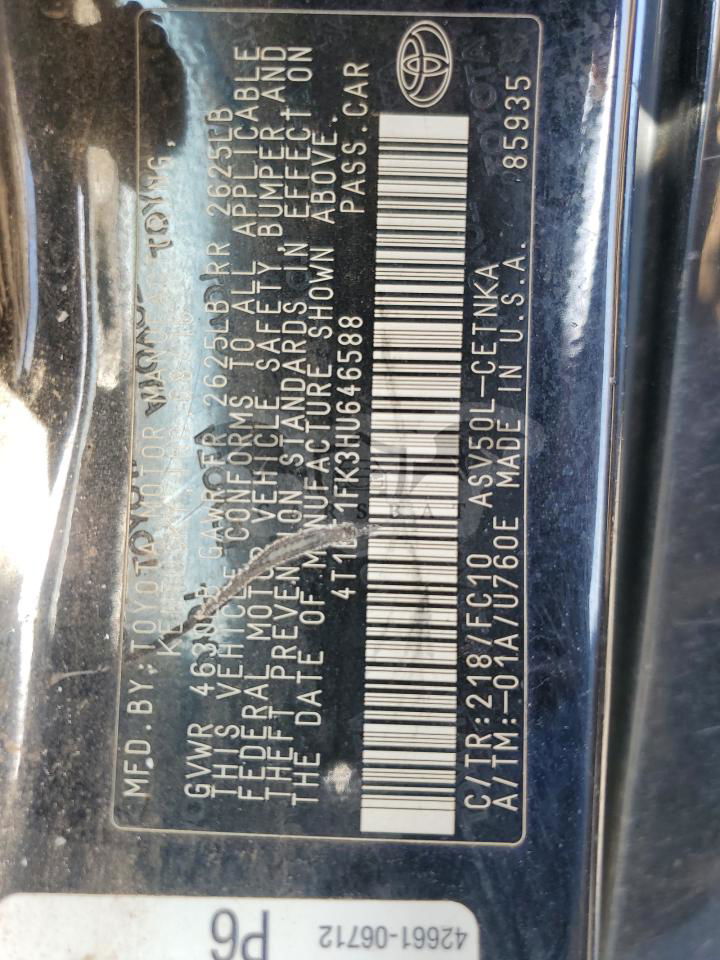 MFD. BY: TOYOTA MOTOR
GVWR GAWR FR 2625LB RR 2625LB
THIS VEHICLE CONFORMS TO ALL APPLICABLE
FEDERAL MOTOR VEHICLE SAFETY, BUMPER AND
THEFT PREVENTION STANDARDS IN EFFECT ON
THE DATE OF MANUFACTURE SHOWN ABOVE.
PASS. CAR
C/TR: 218/FC10 ASV50L-CETNKA
A/TM:-01A/U760E MADE IN U.S.A. 85935
TOYOTA
42661-06712
P6